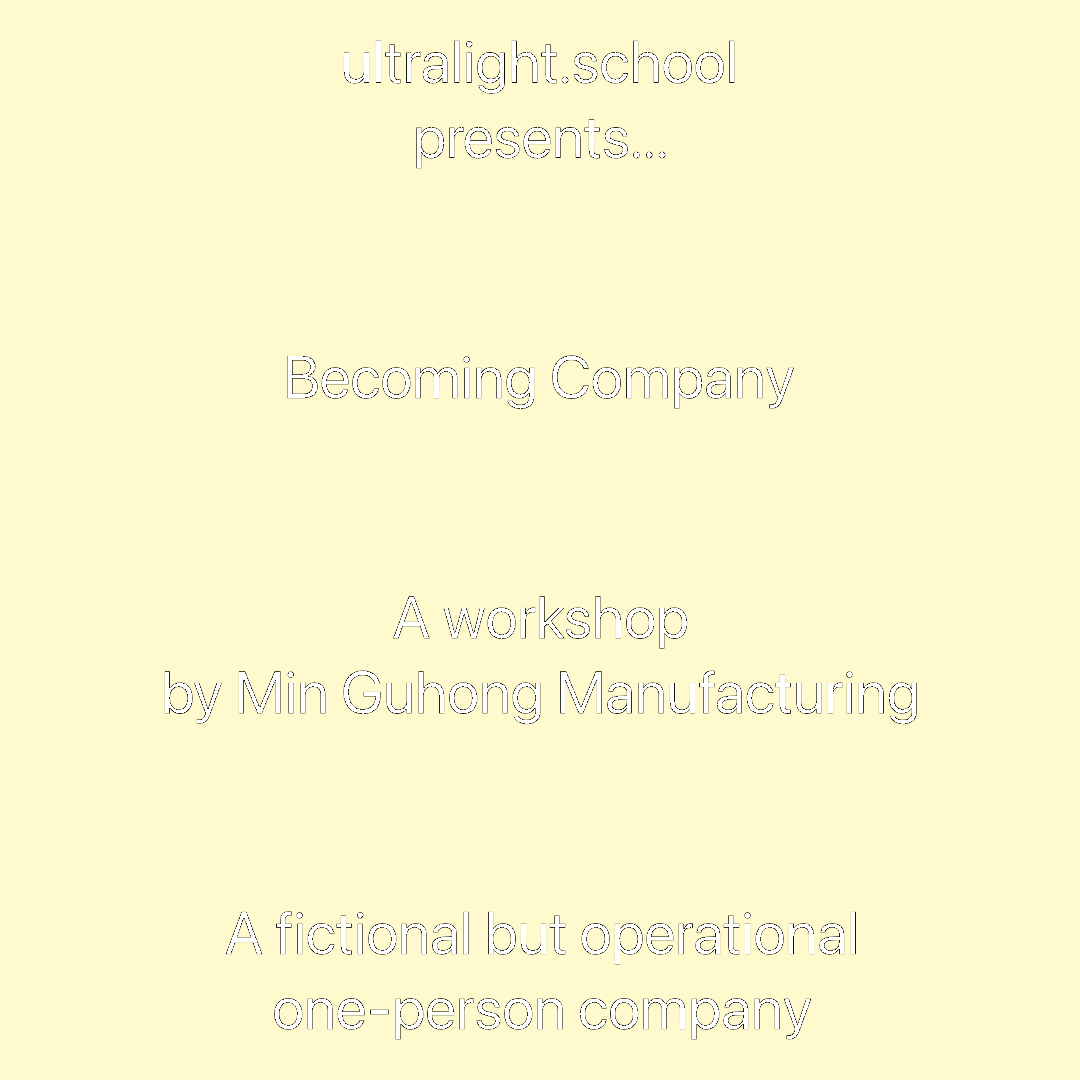 ultralight.school
presents...
Becoming Company
A workshop
by Min Guhong Manufacturing
A fictional but operational
one-person company